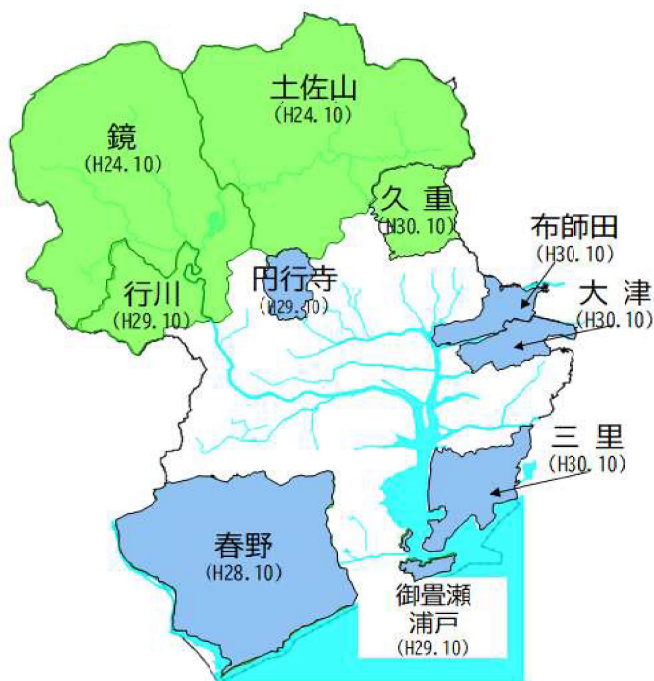 土佐山
(H24.10)
鏡
(H24.10)
久重
(H30.10)
布師田
(H30.10)
行川
(H29.10)
円行寺
(H29.10)
大津
(H30.10)
三里
(H30.10)
春野
(H28.10)
御畳瀬
浦戸
(H29.10)